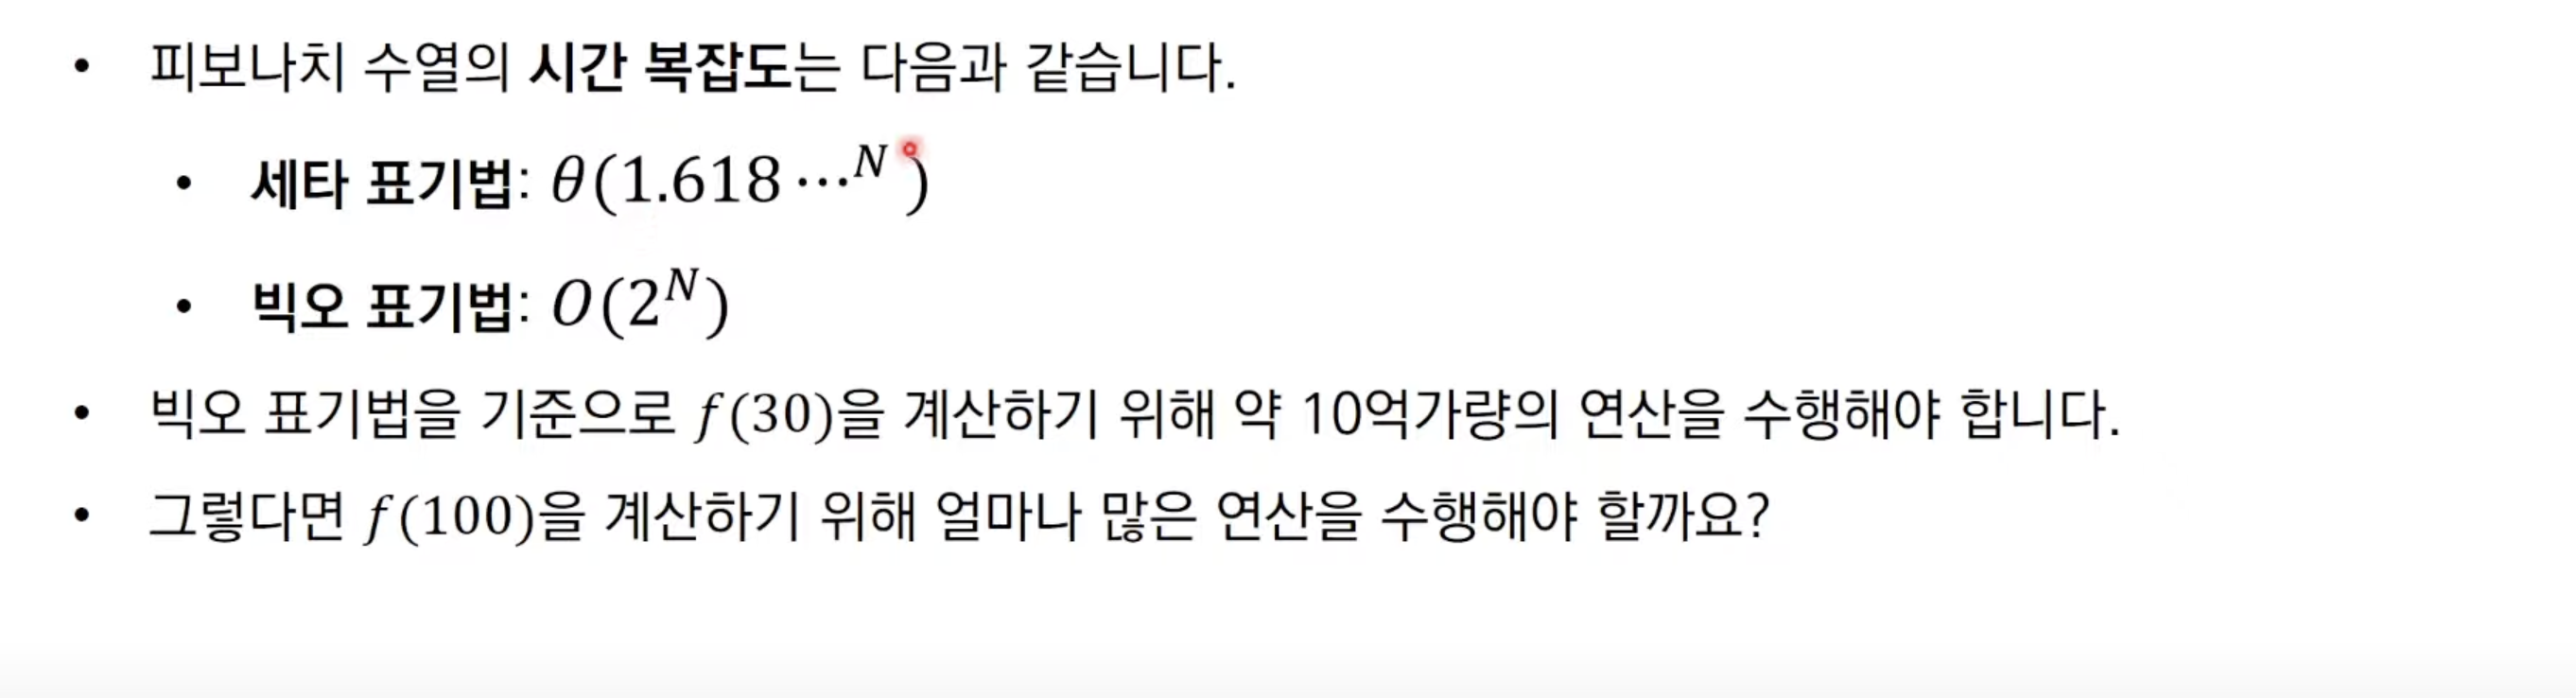 • 피보나치 수열의 시간 복잡도는 다음과 같습니다.
• 세타 표기법: θ(1.618⋯ᴺ)
• 빅오 표기법: O(2ᴺ)
• 빅오 표기법을 기준으로 f(30)을 계산하기 위해 약 10억가량의 연산을 수행해야 합니다.
• 그렇다면 f(100)을 계산하기 위해 얼마나 많은 연산을 수행해야 할까요?